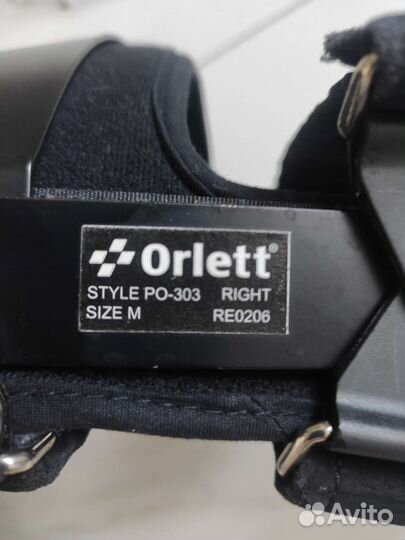 Orlett®
STYLE PO-303 RIGHT
SIZE M RE0206
Avito